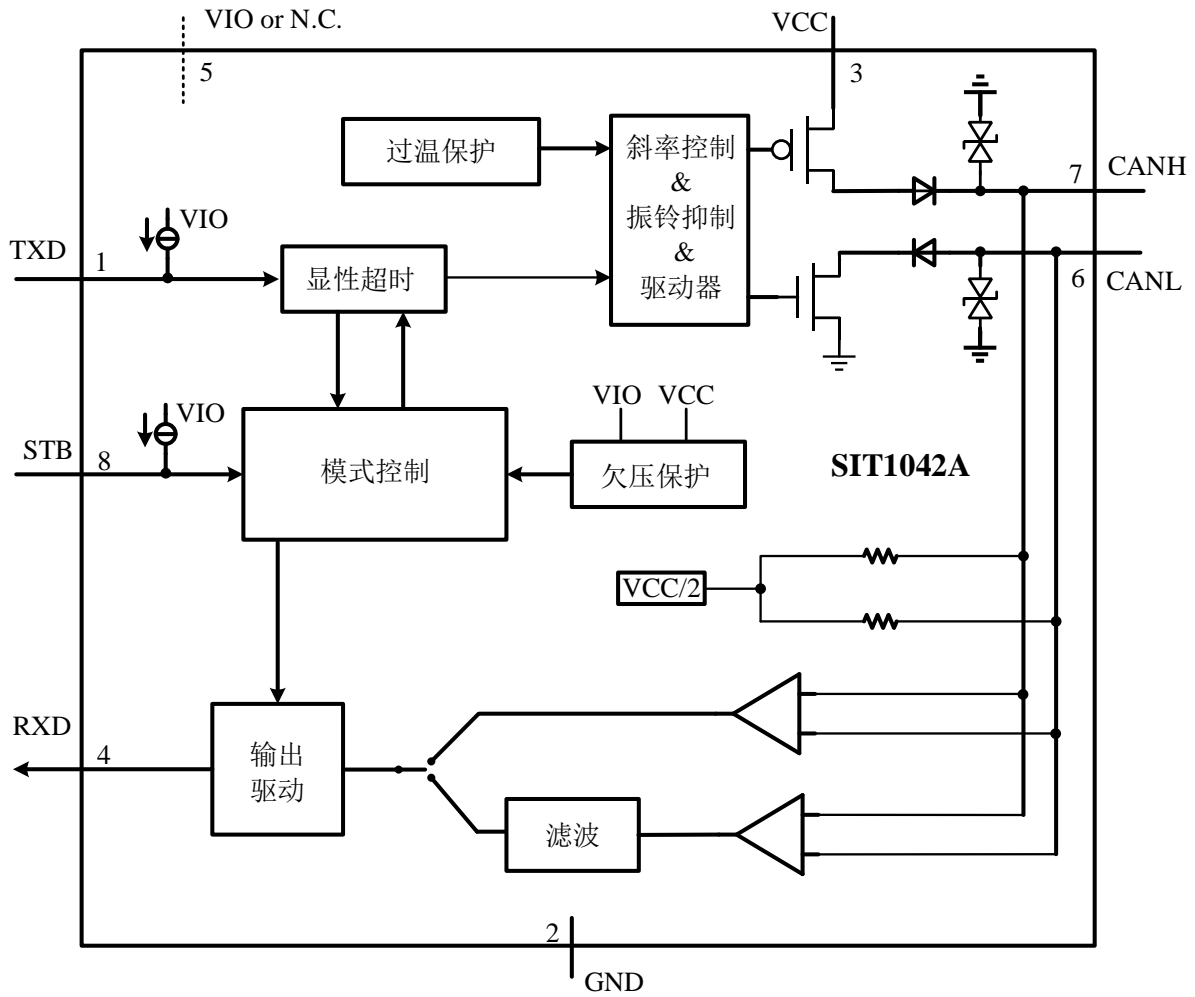 VIO or N.C.
VCC
5
3
过温保护
斜率控制
&
振铃抑制
&
驱动器
7
CANH
VIO
TXD
1
显性超时
6
CANL
VIO
VIO
VCC
STB
8
模式控制
欠压保护
SIT1042A
VCC/2
RXD
4
输出
驱动
滤波
2
GND